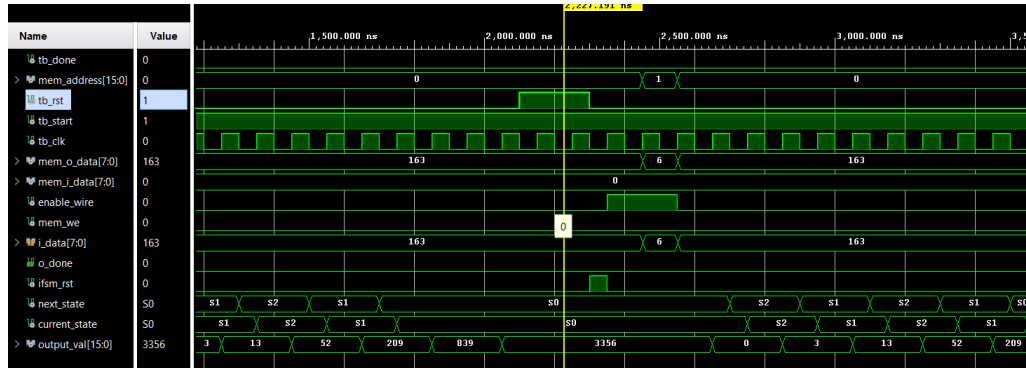 2,227.191 ns
Name Value 1,500.000 ns 2,000.000 ns 2,500.000 ns 3,000.000 ns 3,5
tb_done 0
mem_address[15:0] 0 0 1 0
tb_rst 1
tb_start 1
tb_clk 0
mem_o_data[7:0] 163 163 6 163
mem_i_data[7:0] 0 0
enable_wire 0
mem_we 0 0
i_data[7:0] 163 163 6 163
o_done 0
ifsm_rst 0
next_state S0 S1 S2 S1 S0 S2 S1 S2 S1 S0
current_state S0 S1 S2 S1 S0 S2 S1 S2 S1
output_val[15:0] 3356 3 13 52 209 839 3356 0 3 13 52 209